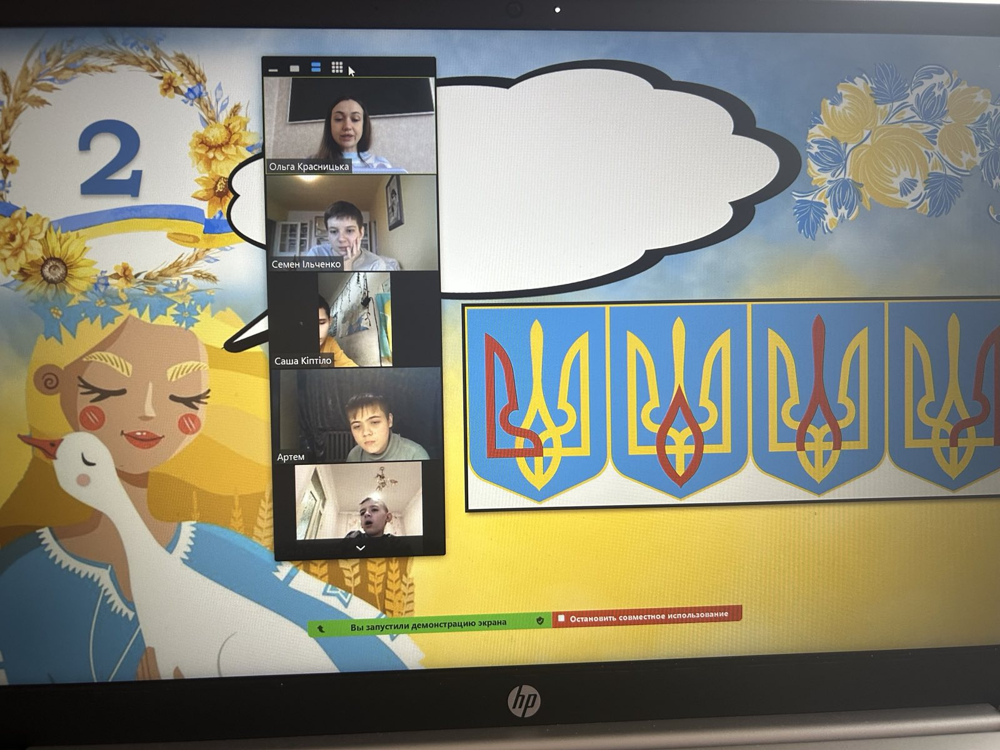 2
Ольга Красницька
Семен Ільченко
Саша Кіптіло
Артем
Вы запустили демонстрацию экрана
Остановить совместное использование
hp